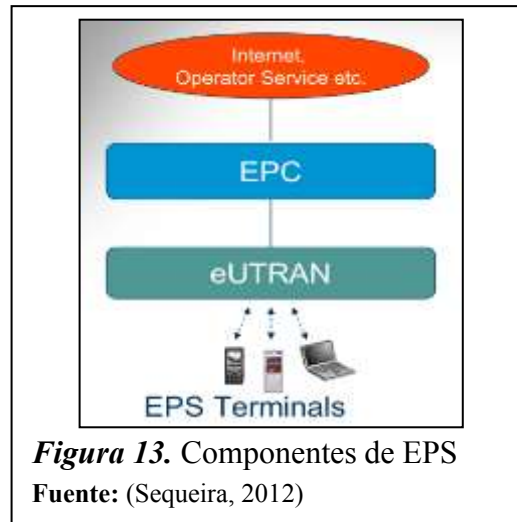 Internet,
Operator Service etc.
EPC
eUTRAN
EPS Terminals
Figura 13. Componentes de EPS
Fuente: (Sequeira, 2012)